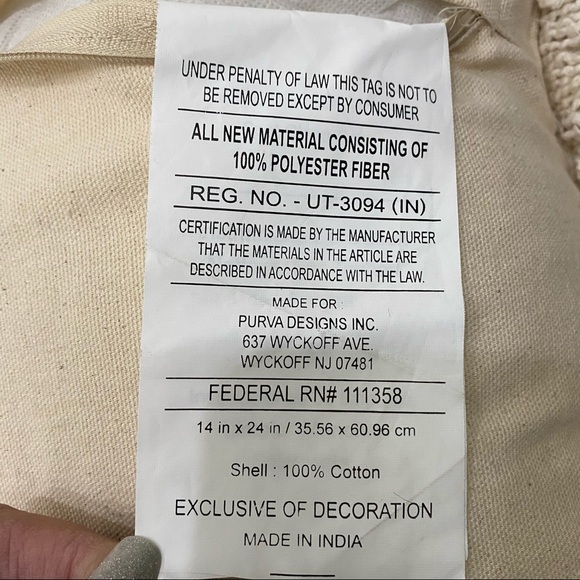 UNDER PENALTY OF LAW THIS TAG IS NOT TO
BE REMOVED EXCEPT BY CONSUMER
ALL NEW MATERIAL CONSISTING OF
100% POLYESTER FIBER
REG. NO. - UT-3094 (IN)
CERTIFICATION IS MADE BY THE MANUFACTURER
THAT THE MATERIALS IN THE ARTICLE ARE
DESCRIBED IN ACCORDANCE WITH THE LAW.
MADE FOR :
PURVA DESIGNS INC.
637 WYCKOFF AVE.
WYCKOFF NJ 07481
FEDERAL RN# 111358
14 in x 24 in / 35.56 x 60.96 cm
Shell : 100% Cotton
EXCLUSIVE OF DECORATION
MADE IN INDIA